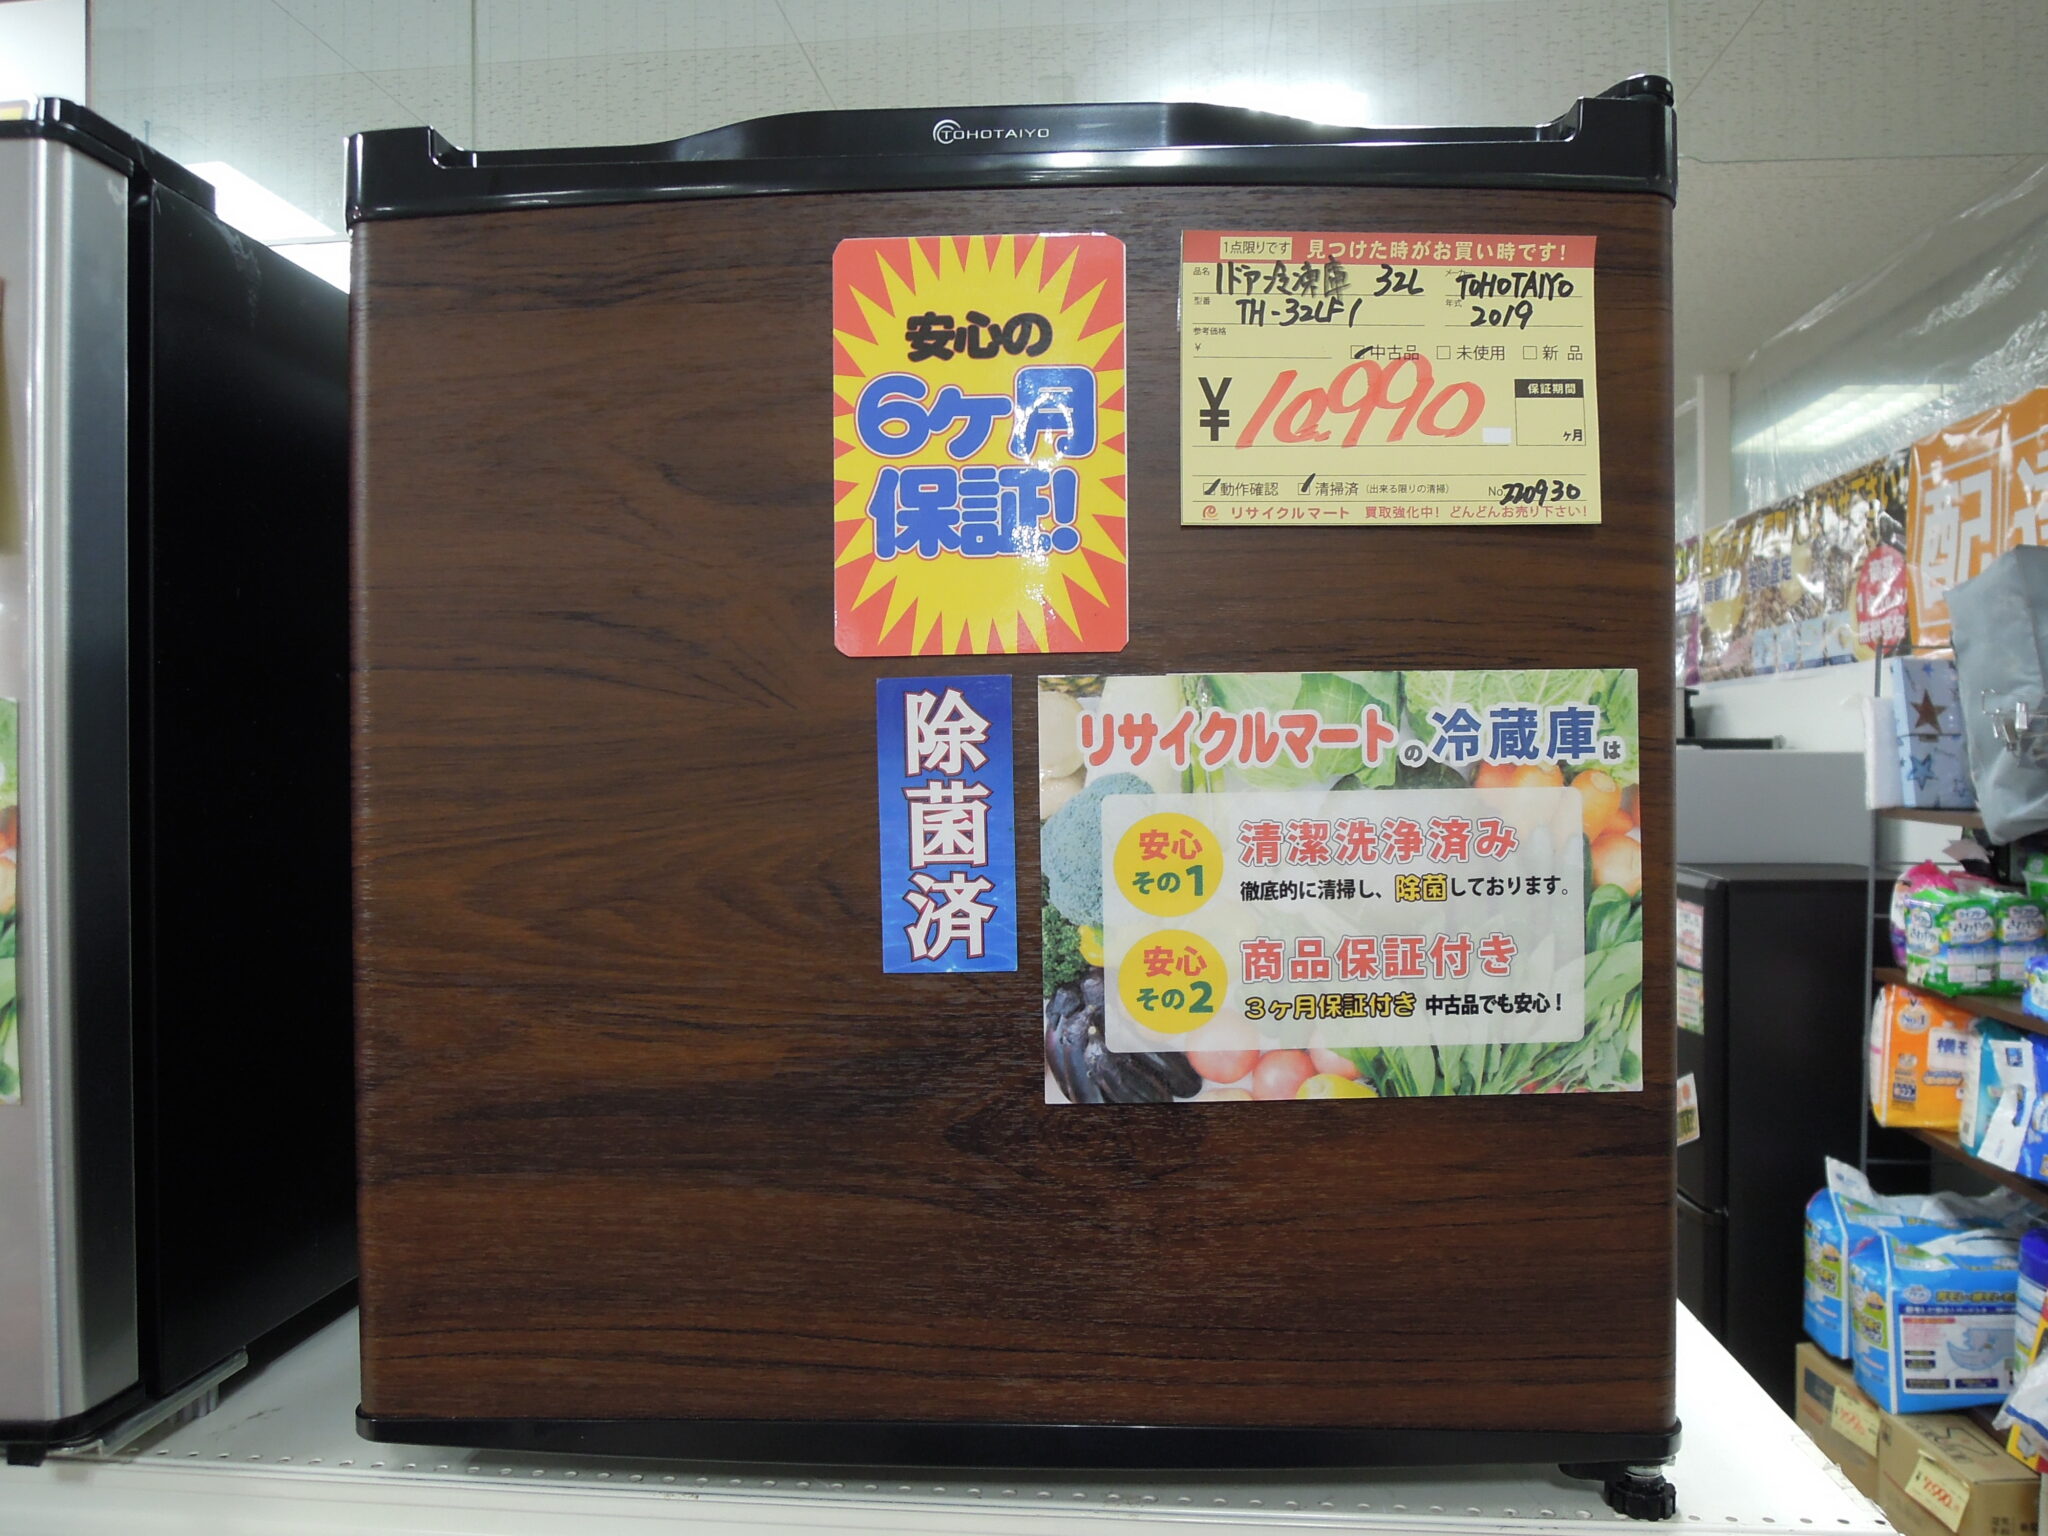 TOHOTAIYO
安心の
6ヶ月
保証!
1点限りです 見つけた時がお買い時です!
品名 1ドア冷凍庫 32L メーカー TOHOTAIYO
型番 TH-32LF1 年式 2019
参考価格
¥
中古品 未使用 新品
¥10,990
保証期間
ヶ月
動作確認 清掃済 (出来る限りの清掃) No.220930
リサイクルマート 買取強化中! どんどんお売り下さい!
除菌済
リサイクルマートの冷蔵庫は
安心その1 清潔洗浄済み
徹底的に清掃し、除菌しております。
安心その2 商品保証付き
3ヶ月保証付き 中古品でも安心!
配